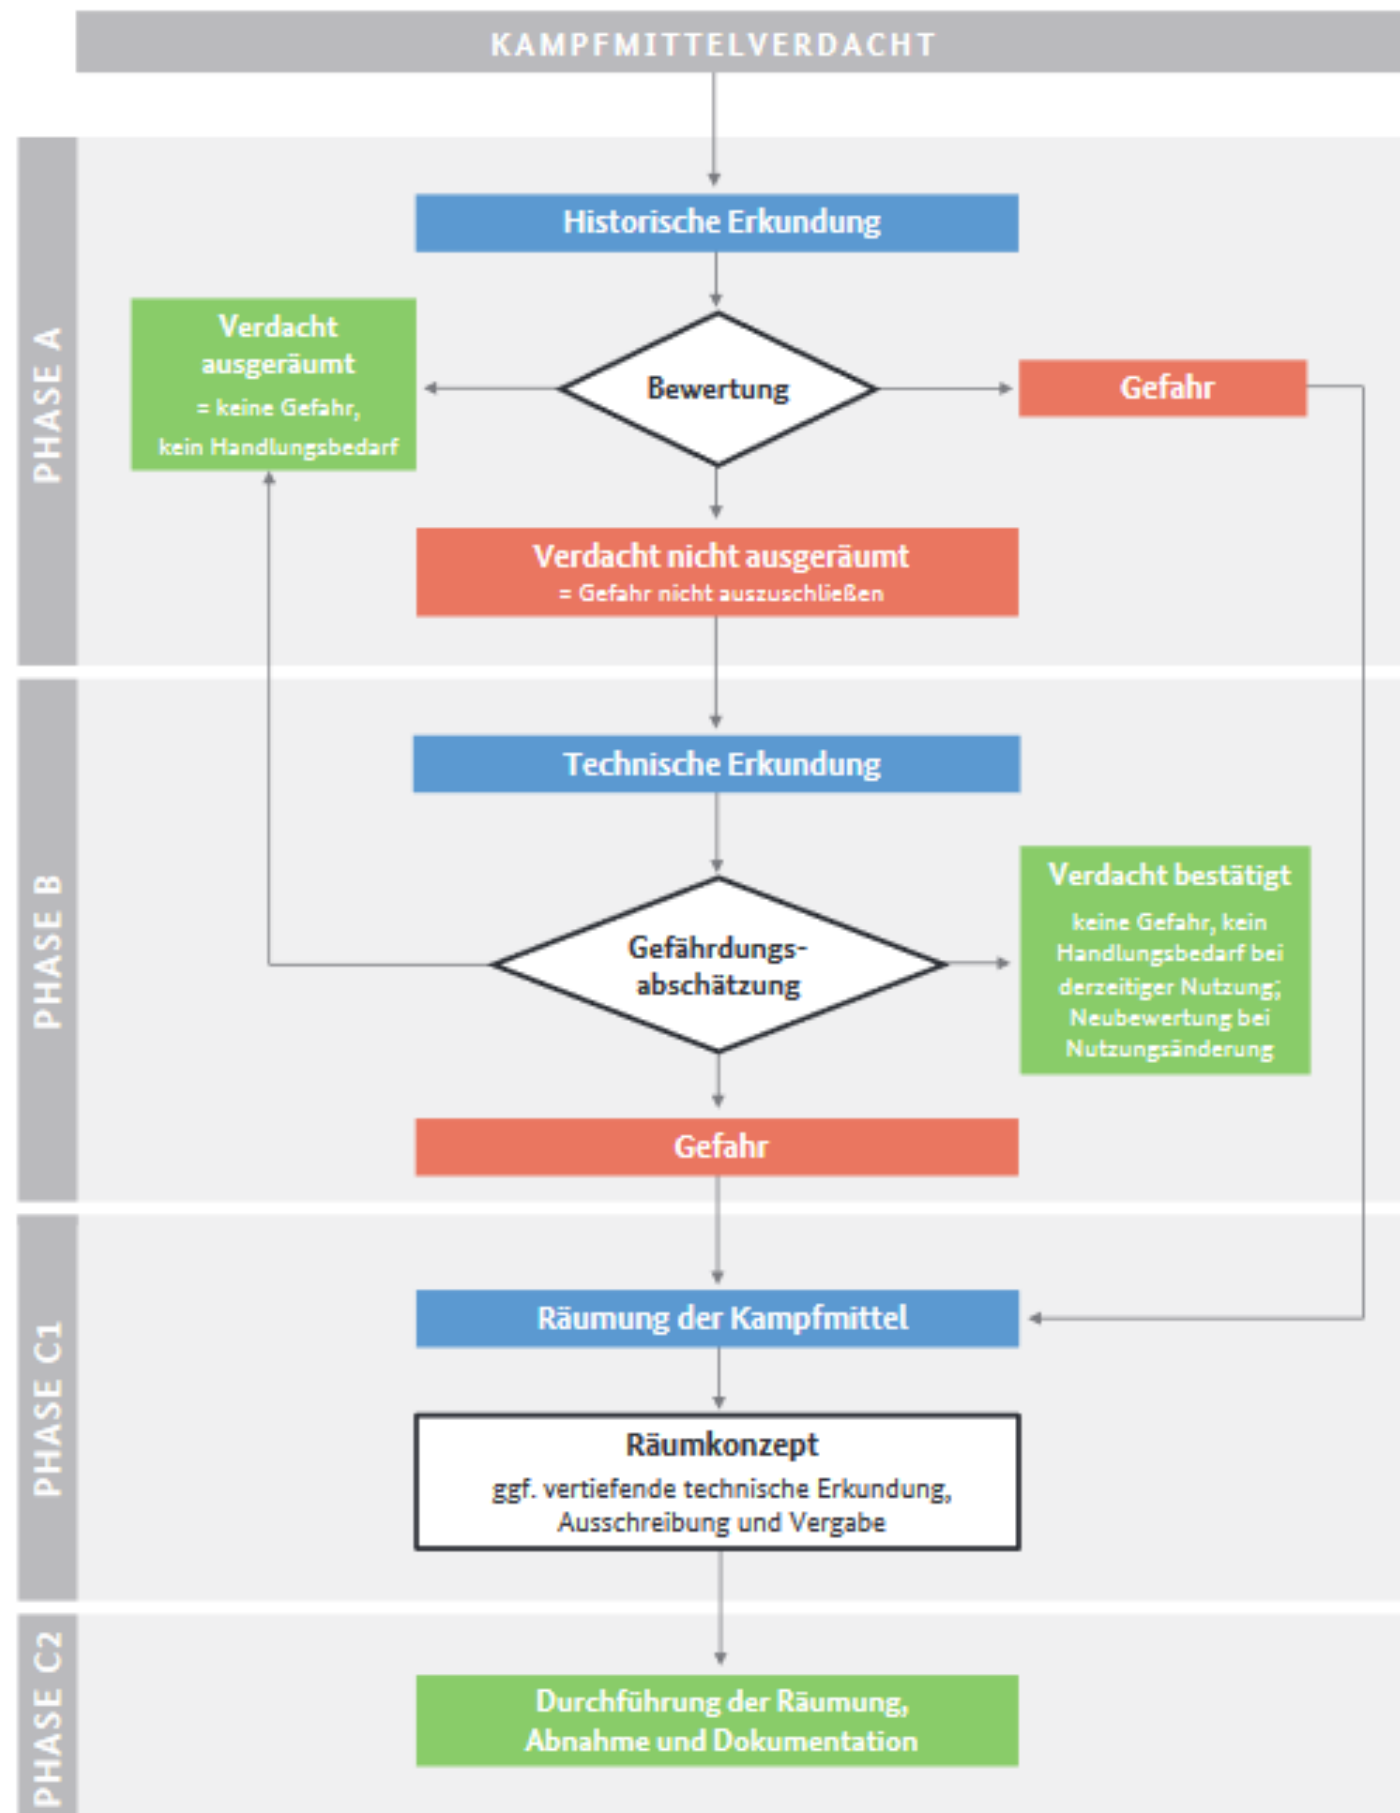 KAMPFMITTELVERDACHT
PHASE A
Historische Erkundung
Verdacht
ausgeräumt
= keine Gefahr,
kein Handlungsbedarf
Bewertung
Gefahr
Verdacht nicht ausgeräumt
= Gefahr nicht auszuschließen
PHASE B
Technische Erkundung
Gefährdungs-
abschätzung
Verdacht bestätigt
keine Gefahr, kein
Handlungsbedarf bei
derzeitiger Nutzung;
Neubewertung bei
Nutzungsänderung
Gefahr
PHASE C1
Räumung der Kampfmittel
Räumkonzept
ggf. vertiefende technische Erkundung,
Ausschreibung und Vergabe
PHASE C2
Durchführung der Räumung,
Abnahme und Dokumentation